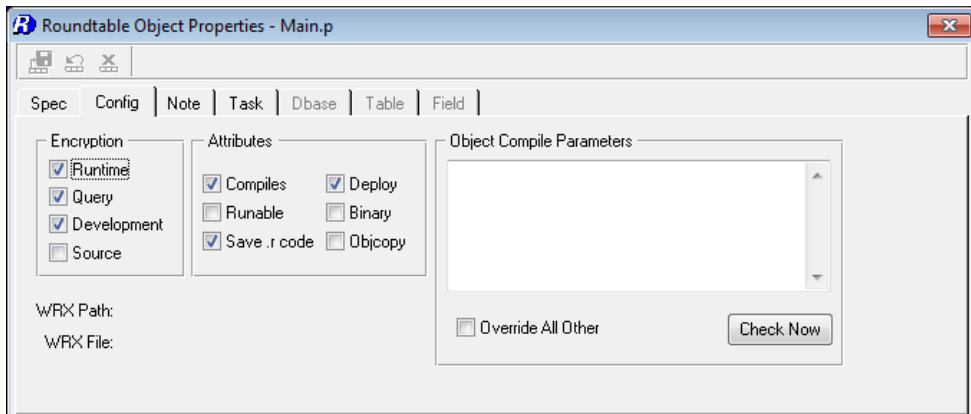 Roundtable Object Properties - Main.p
Spec Config Note Task Dbase Table Field
Encryption
Runtime
Query
Development
Source
Attributes
Compiles Deploy
Runable Binary
Save .r code Objcopy
Object Compile Parameters
Override All Other Check Now
WRX Path:
WRX File: